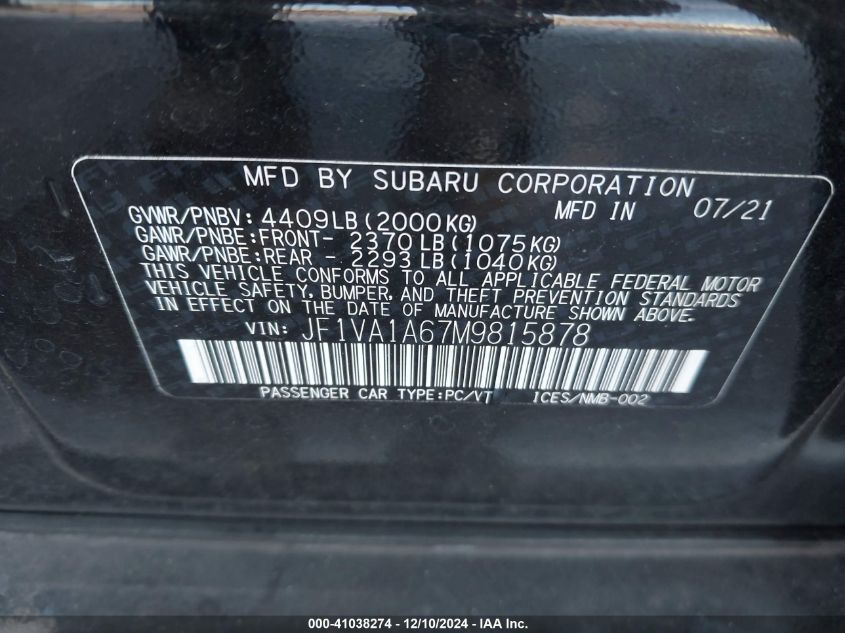 MFD BY SUBARU CORPORATION
GVWR/PNBV: 4409LB(2000KG) MFD IN 07/21
GAWR/PNBE:FRONT- 2370LB(1075KG)
GAWR/PNBE:REAR - 2293LB(1040KG)
THIS VEHICLE CONFORMS TO ALL APPLICABLE FEDERAL MOTOR
VEHICLE SAFETY, BUMPER, AND THEFT PREVENTION STANDARDS
IN EFFECT ON THE DATE OF MANUFACTURE SHOWN ABOVE.
VIN: JF1VA1A67M9815878
PASSENGER CAR TYPE:PC/VT ICES/NMB-002
000-41038274 - 12/10/2024 - IAA Inc.